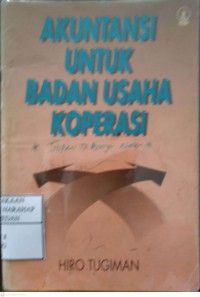 AKUNTANSI
UNTUK
BADAN USAHA
KOPERASI
HIRO TUGIMAN